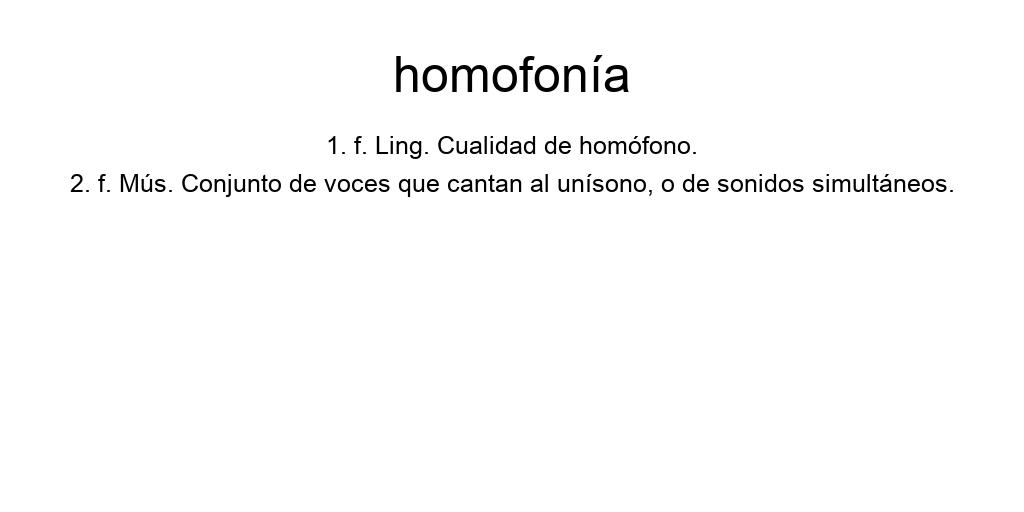 homofonía
1. f. Ling. Cualidad de homófono.
2. f. Mús. Conjunto de voces que cantan al unísono, o de sonidos simultáneos.